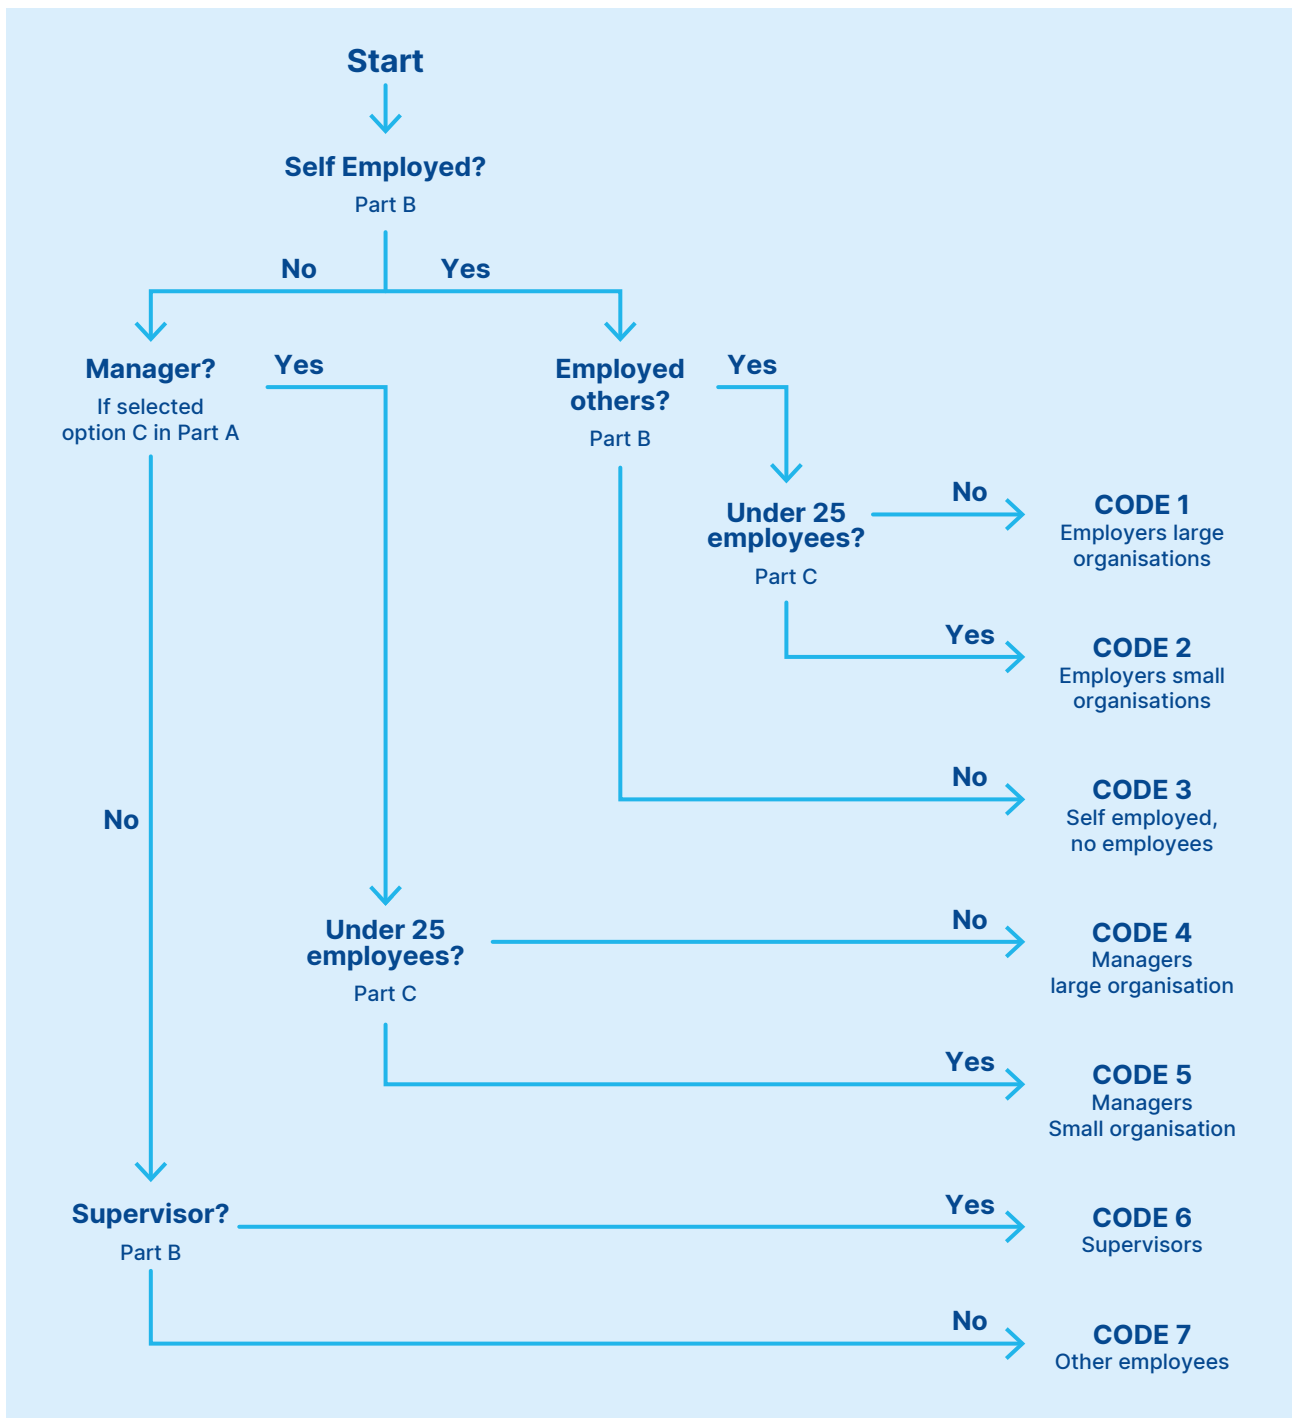 Start
Self Employed?
Part B
No
Yes
Manager?
If selected
option C in Part A
Yes
Employed
others?
Part B
Yes
Under 25
employees?
Part C
No
CODE 1
Employers large
organisations
Yes
CODE 2
Employers small
organisations
No
CODE 3
Self employed,
no employees
No
Under 25
employees?
Part C
No
CODE 4
Managers
large organisation
Yes
CODE 5
Managers
Small organisation
Supervisor?
Part B
Yes
CODE 6
Supervisors
No
CODE 7
Other employees